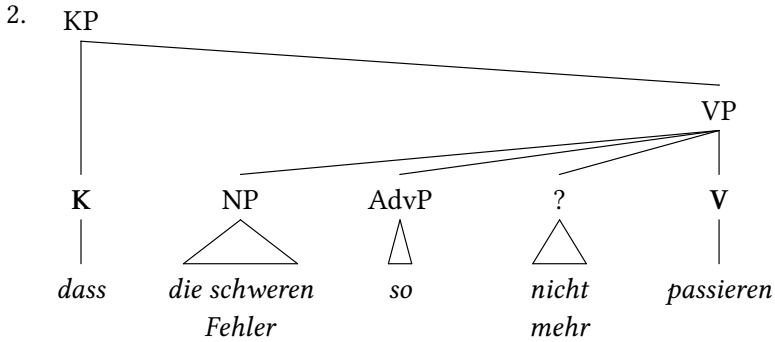 2. KP
VP
K NP AdvP ? V
dass die schweren so nicht passieren
Fehler mehr